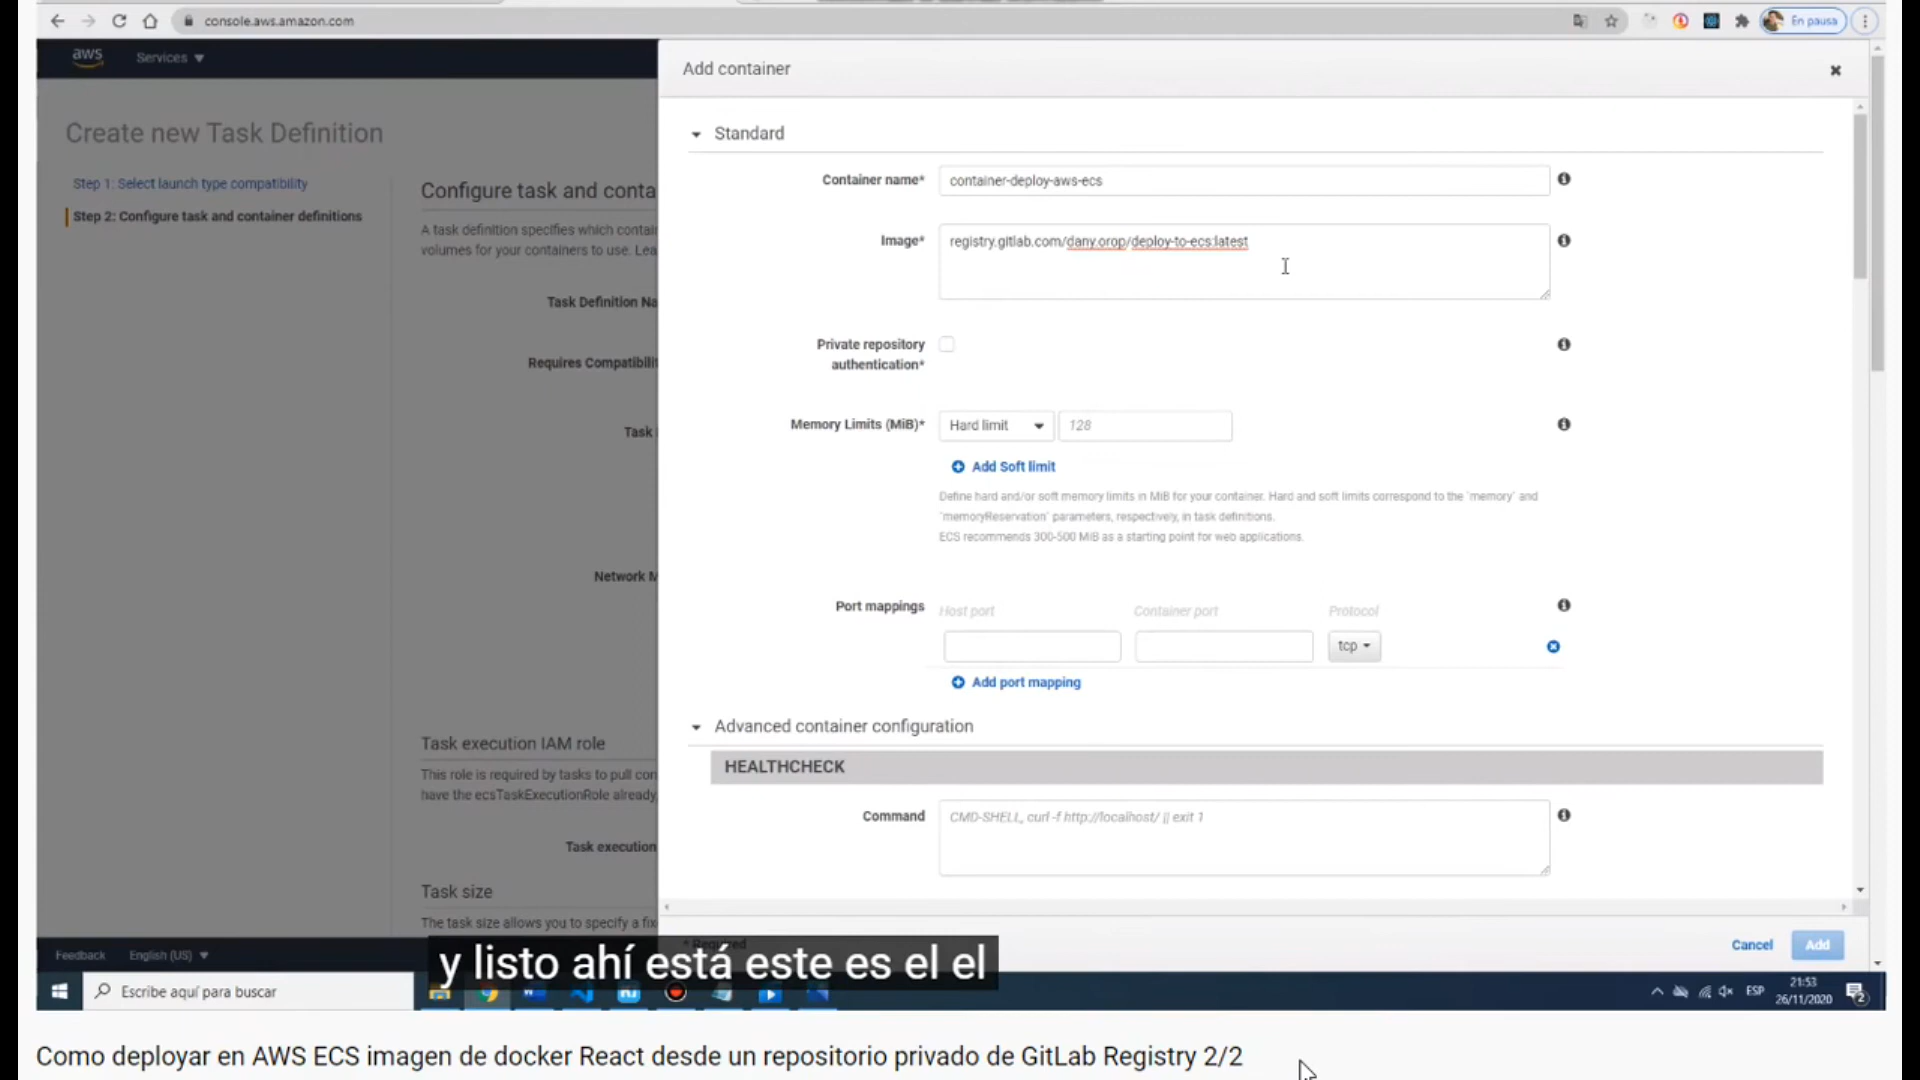 console.aws.amazon.com
En pausa
aws
Services
Add container
Create new Task Definition
Standard
Step 1: Select launch type compatibility
Step 2: Configure task and container definitions
Configure task and conta
A task definition specifies which contai
volumes for your containers to use. Lea
Container name*
container-deploy-aws-ecs
Image*
registry.gitlab.com/dany.orop/deploy-to-ecs:latest
Task Definition Na
Private repository
authentication*
Requires Compatibilit
Memory Limits (MiB)*
Hard limit
128
Add Soft limit
Define hard and/or soft memory limits in MiB for your container. Hard and soft limits correspond to the `memory` and
`memoryReservation` parameters, respectively, in task definitions.
ECS recommends 300-500 MiB as a starting point for web applications.
Network M
Port mappings
Host port
Container port
Protocol
tcp
Add port mapping
Advanced container configuration
Task execution IAM role
This role is required by tasks to pull con
have the ecsTaskExecutionRole already,
HEALTHCHECK
Command
CMD-SHELL, curl -f http://localhost/ || exit 1
Task execution
Task size
The task size allows you to specify a fix
* Required
Cancel
Add
Feedback
English (US)
y listo ahí está este es el el
Escribe aquí para buscar
ESP
21:53
26/11/2020
2
Como deployar en AWS ECS imagen de docker React desde un repositorio privado de GitLab Registry 2/2